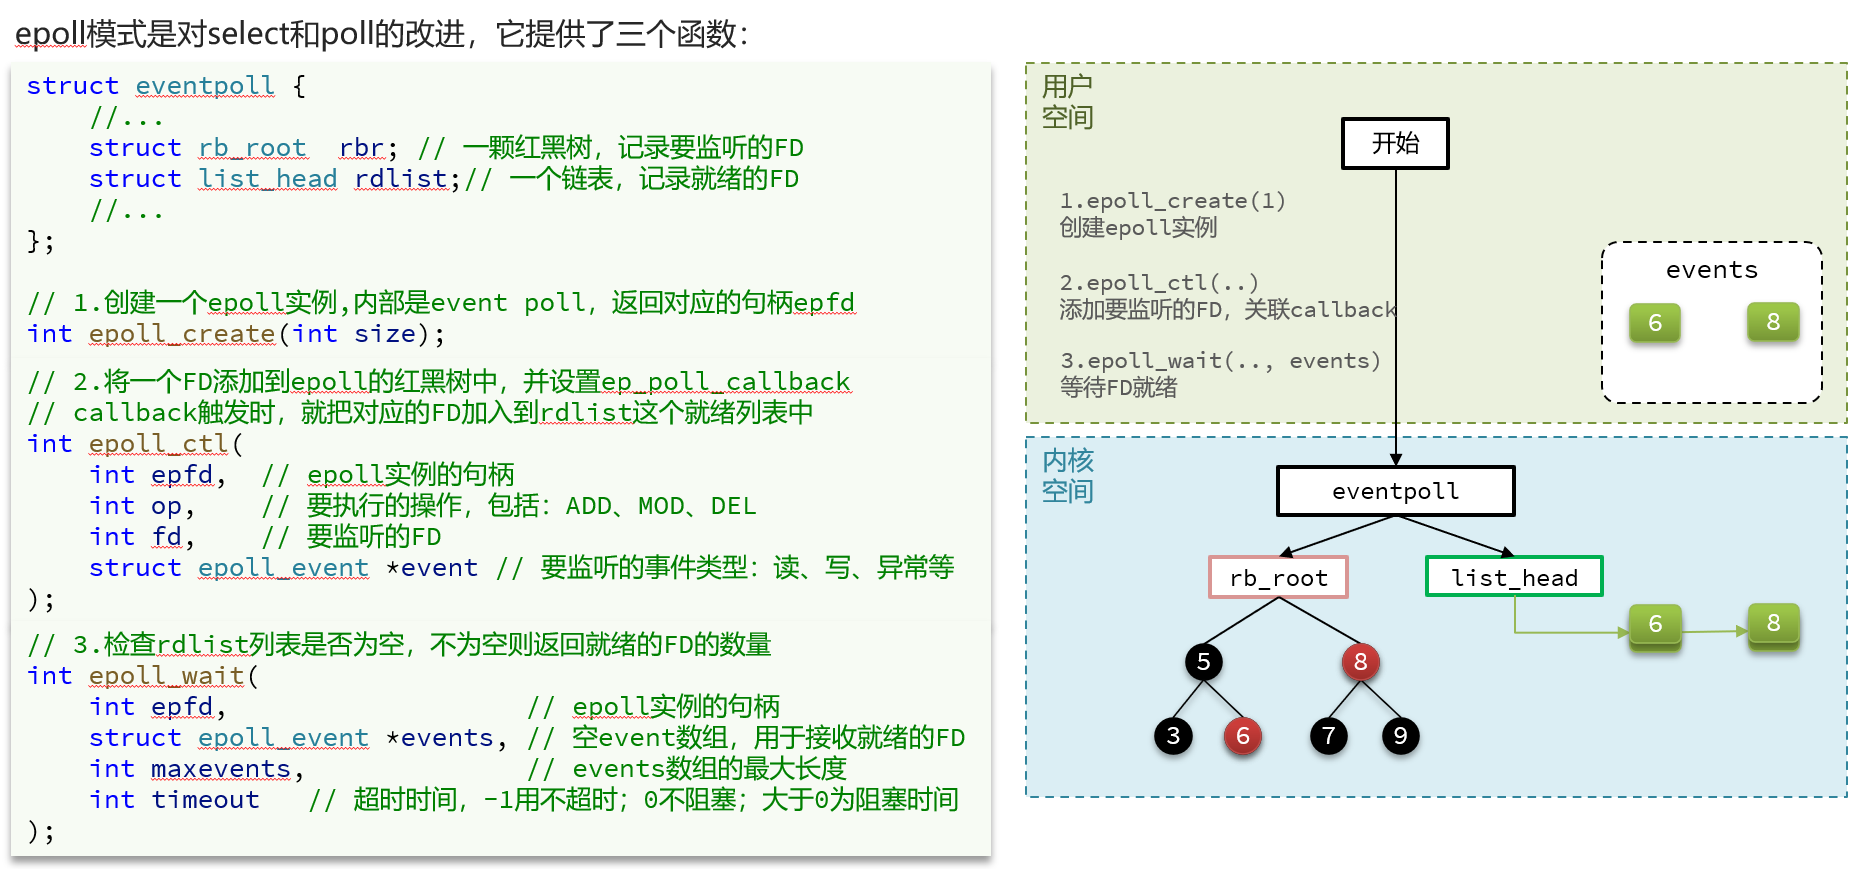 epoll模式是对select和poll的改进，它提供了三个函数：
struct eventpoll {
    //...
    struct rb_root  rbr; // 一颗红黑树，记录要监听的FD
    struct list_head rdlist;// 一个链表，记录就绪的FD
    //...
};
// 1.创建一个epoll实例,内部是event poll，返回对应的句柄epfd
int epoll_create(int size);
// 2.将一个FD添加到epoll的红黑树中，并设置ep_poll_callback
// callback触发时，就把对应的FD加入到rdlist这个就绪列表中
int epoll_ctl(
    int epfd,  // epoll实例的句柄
    int op,    // 要执行的操作，包括：ADD、MOD、DEL
    int fd,    // 要监听的FD
    struct epoll_event *event // 要监听的事件类型：读、写、异常等
);
// 3.检查rdlist列表是否为空，不为空则返回就绪的FD的数量
int epoll_wait(
    int epfd,                   // epoll实例的句柄
    struct epoll_event *events, // 空event数组，用于接收就绪的FD
    int maxevents,              // events数组的最大长度
    int timeout   // 超时时间，-1用不超时；0不阻塞；大于0为阻塞时间
);
用户
空间
开始
1.epoll_create(1)
创建epoll实例
2.epoll_ctl(..)
添加要监听的FD，关联callback
3.epoll_wait(.., events)
等待FD就绪
events
6 8
内核
空间
eventpoll
rb_root list_head
6 8
5 8
3 6 7 9